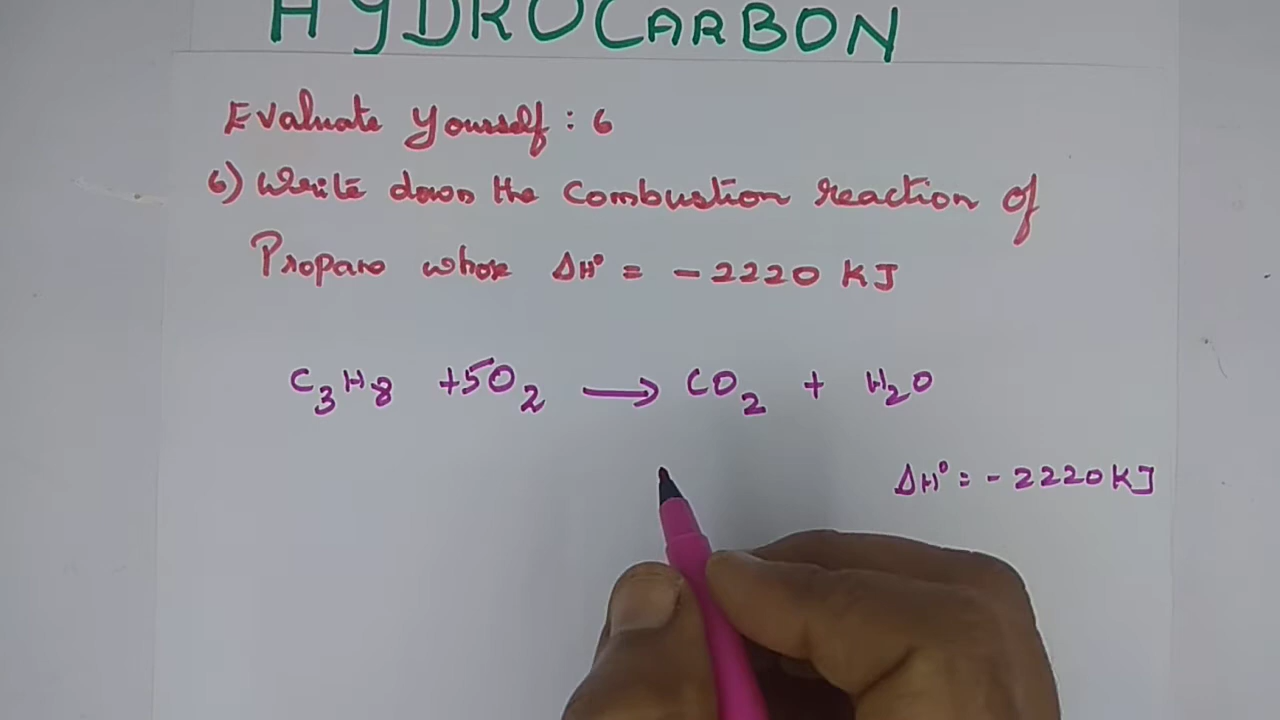 HYDROCARBON
Evaluate Yourself : 6
6) Write down the Combustion reaction of
Propane whose ΔH° = - 2220 KJ
C₃H₈ +5O₂ ⟶ CO₂ + H₂O
ΔH° = - 2220 KJ